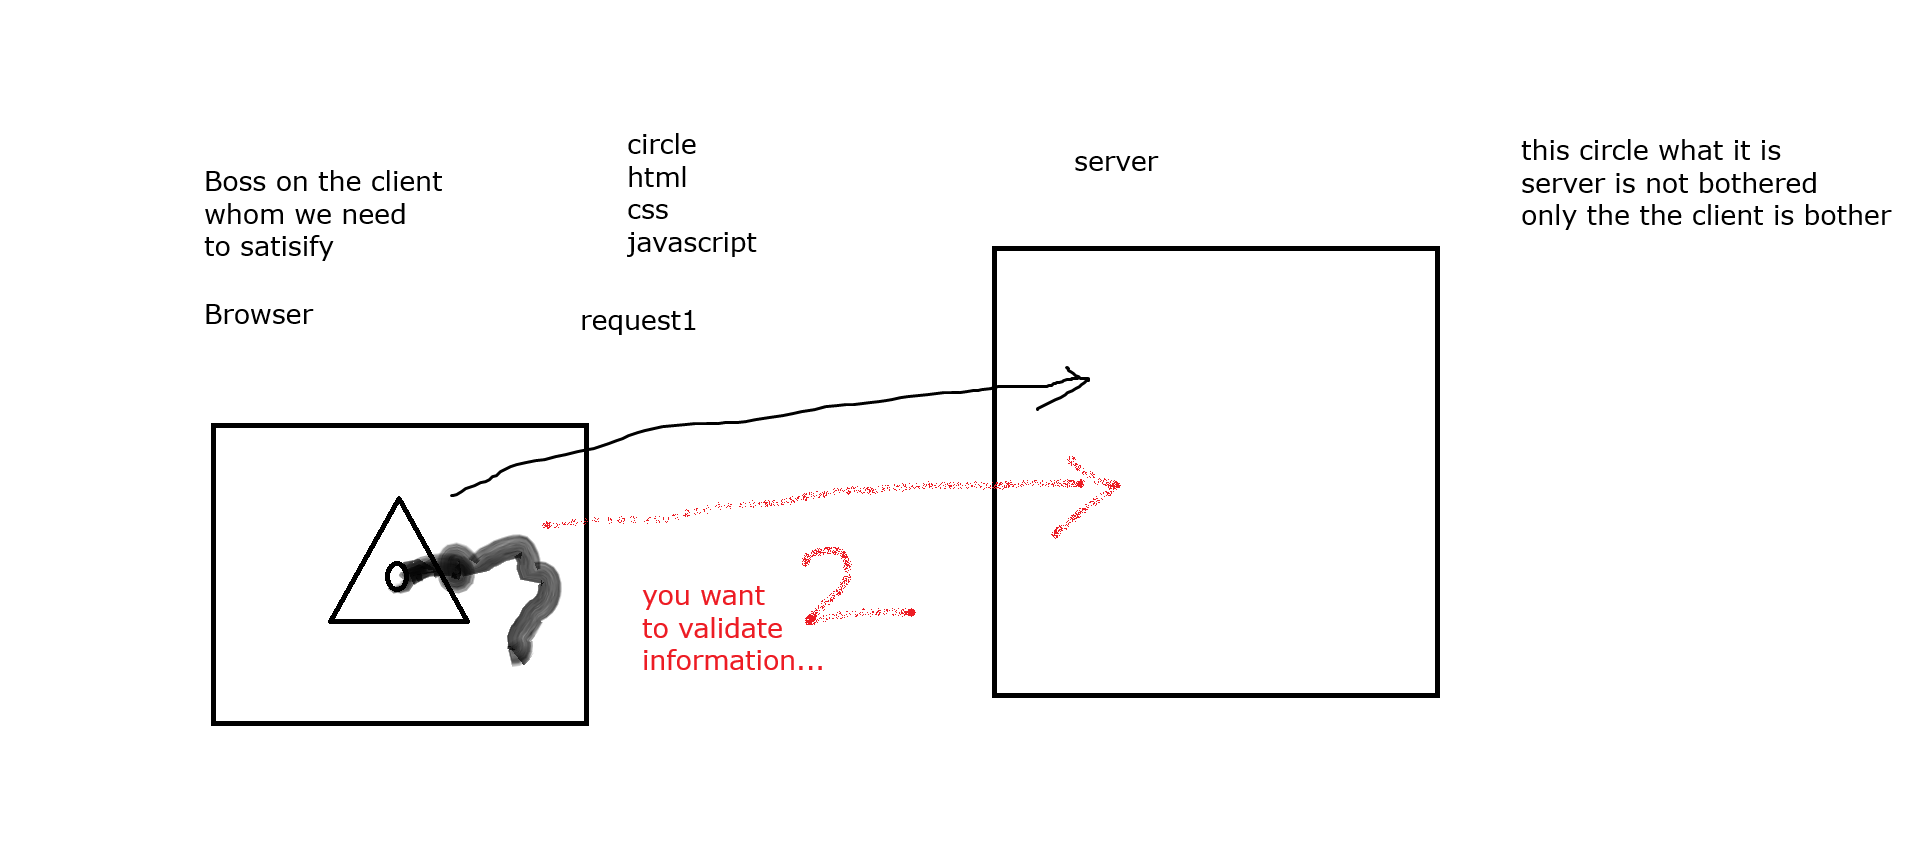 Boss on the client
whom we need
to satisify
Browser
circle
html
css
javascript
request1
server
this circle what it is
server is not bothered
only the the client is bother
you want
to validate
information...
2